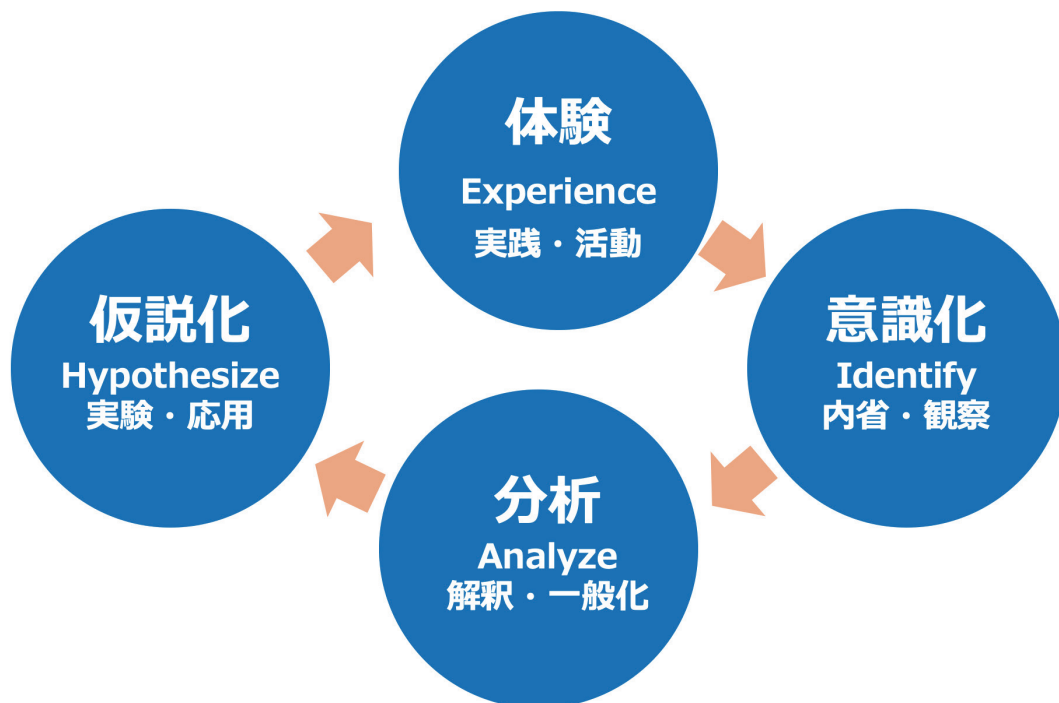 体験
Experience
実践・活動
意識化
Identify
内省・観察
分析
Analyze
解釈・一般化
仮説化
Hypothesize
実験・応用